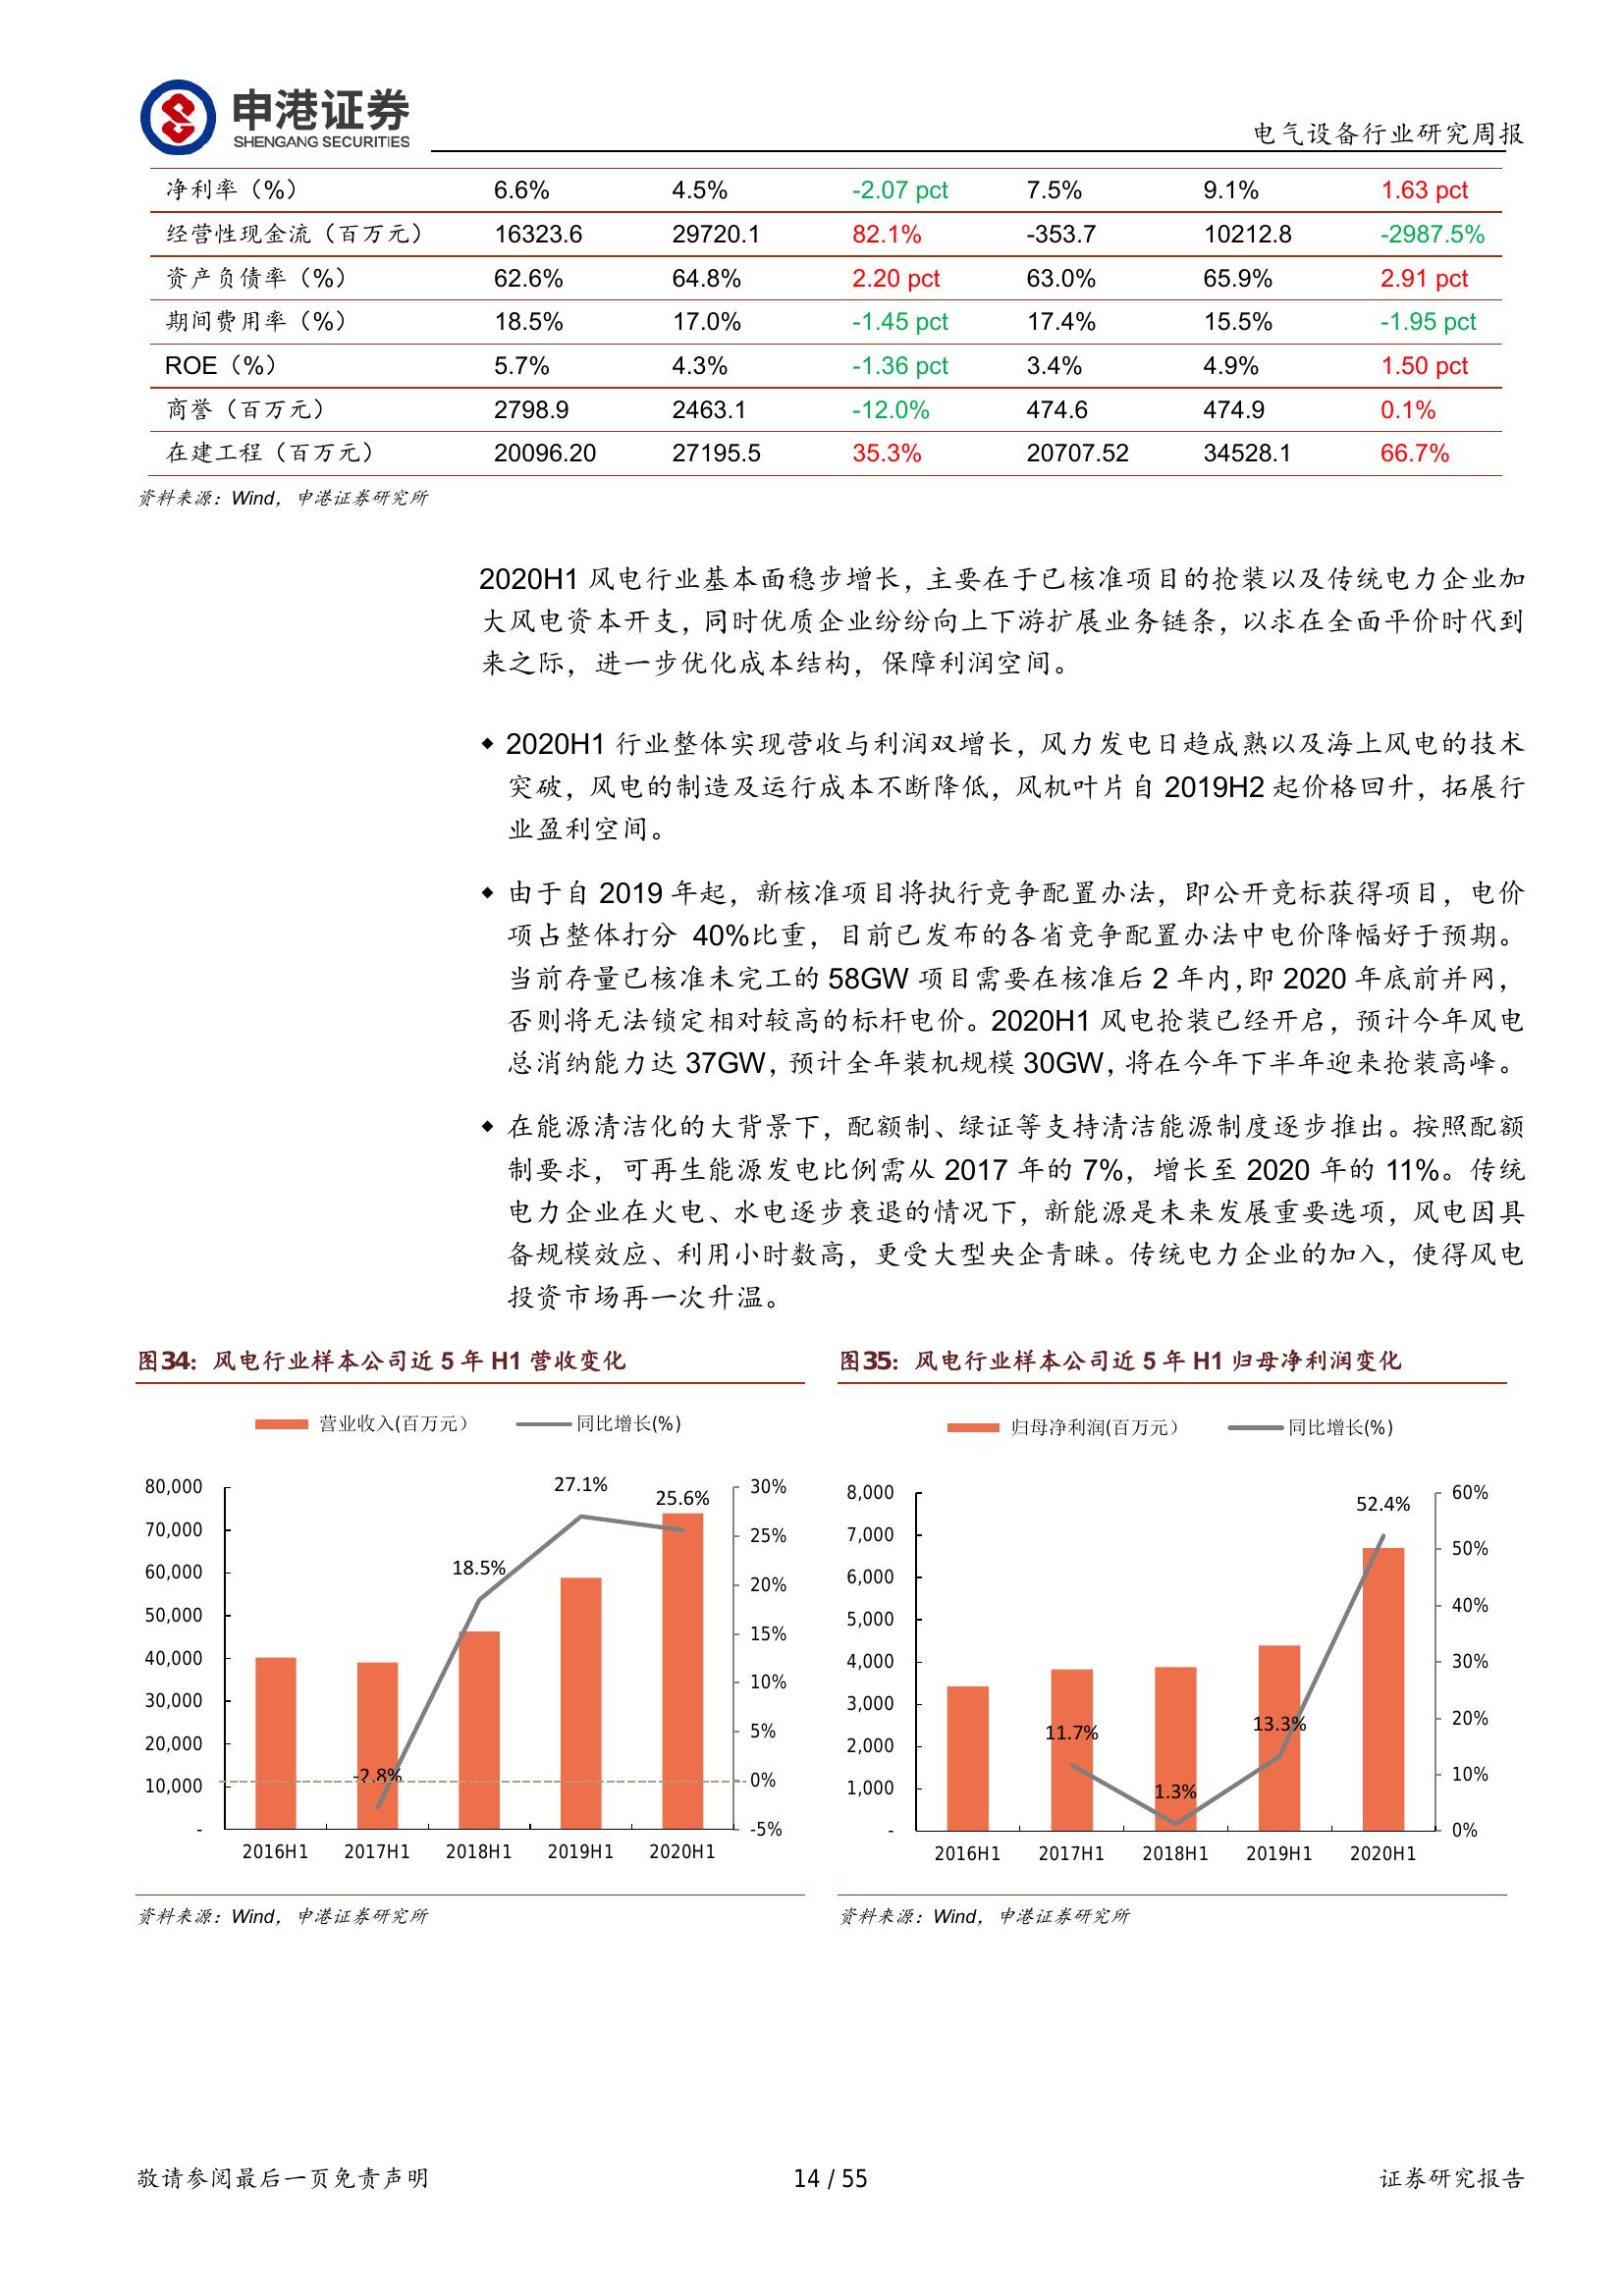 申港证券
SHENGANG SECURITIES
电气设备行业研究周报
净利率（%） 6.6% 4.5% -2.07 pct 7.5% 9.1% 1.63 pct
经营性现金流（百万元） 16323.6 29720.1 82.1% -353.7 10212.8 -2987.5%
资产负债率（%） 62.6% 64.8% 2.20 pct 63.0% 65.9% 2.91 pct
期间费用率（%） 18.5% 17.0% -1.45 pct 17.4% 15.5% -1.95 pct
ROE（%） 5.7% 4.3% -1.36 pct 3.4% 4.9% 1.50 pct
商誉（百万元） 2798.9 2463.1 -12.0% 474.6 474.9 0.1%
在建工程（百万元） 20096.20 27195.5 35.3% 20707.52 34528.1 66.7%
资料来源：Wind，申港证券研究所
2020H1 风电行业基本面稳步增长，主要在于已核准项目的抢装以及传统电力企业加
大风电资本开支，同时优质企业纷纷向上下游扩展业务链条，以求在全面平价时代到
来之际，进一步优化成本结构，保障利润空间。
◆ 2020H1 行业整体实现营收与利润双增长，风力发电日趋成熟以及海上风电的技术
突破，风电的制造及运行成本不断降低，风机叶片自 2019H2 起价格回升，拓展行
业盈利空间。
◆ 由于自 2019 年起，新核准项目将执行竞争配置办法，即公开竞标获得项目，电价
项占整体打分 40%比重，目前已发布的各省竞争配置办法中电价降幅好于预期。
当前存量已核准未完工的 58GW 项目需要在核准后 2 年内，即 2020 年底前并网，
否则将无法锁定相对较高的标杆电价。2020H1 风电抢装已经开启，预计今年风电
总消纳能力达 37GW，预计全年装机规模 30GW，将在今年下半年迎来抢装高峰。
◆ 在能源清洁化的大背景下，配额制、绿证等支持清洁能源制度逐步推出。按照配额
制要求，可再生能源发电比例需从 2017 年的 7%，增长至 2020 年的 11%。传统
电力企业在火电、水电逐步衰退的情况下，新能源是未来发展重要选项，风电因具
备规模效应、利用小时数高，更受大型央企青睐。传统电力企业的加入，使得风电
投资市场再一次升温。
图34：风电行业样本公司近 5 年 H1 营收变化
营业收入(百万元） 同比增长(%)
80,000
70,000
60,000
50,000
40,000
30,000
20,000
10,000
-
30%
25%
20%
15%
10%
5%
0%
-5%
-2.8%
18.5%
27.1%
25.6%
2016H1 2017H1 2018H1 2019H1 2020H1
资料来源：Wind，申港证券研究所
图35：风电行业样本公司近 5 年 H1 归母净利润变化
归母净利润(百万元） 同比增长(%)
8,000
7,000
6,000
5,000
4,000
3,000
2,000
1,000
-
60%
50%
40%
30%
20%
10%
0%
11.7%
1.3%
13.3%
52.4%
2016H1 2017H1 2018H1 2019H1 2020H1
资料来源：Wind，申港证券研究所
敬请参阅最后一页免责声明 14 / 55 证券研究报告